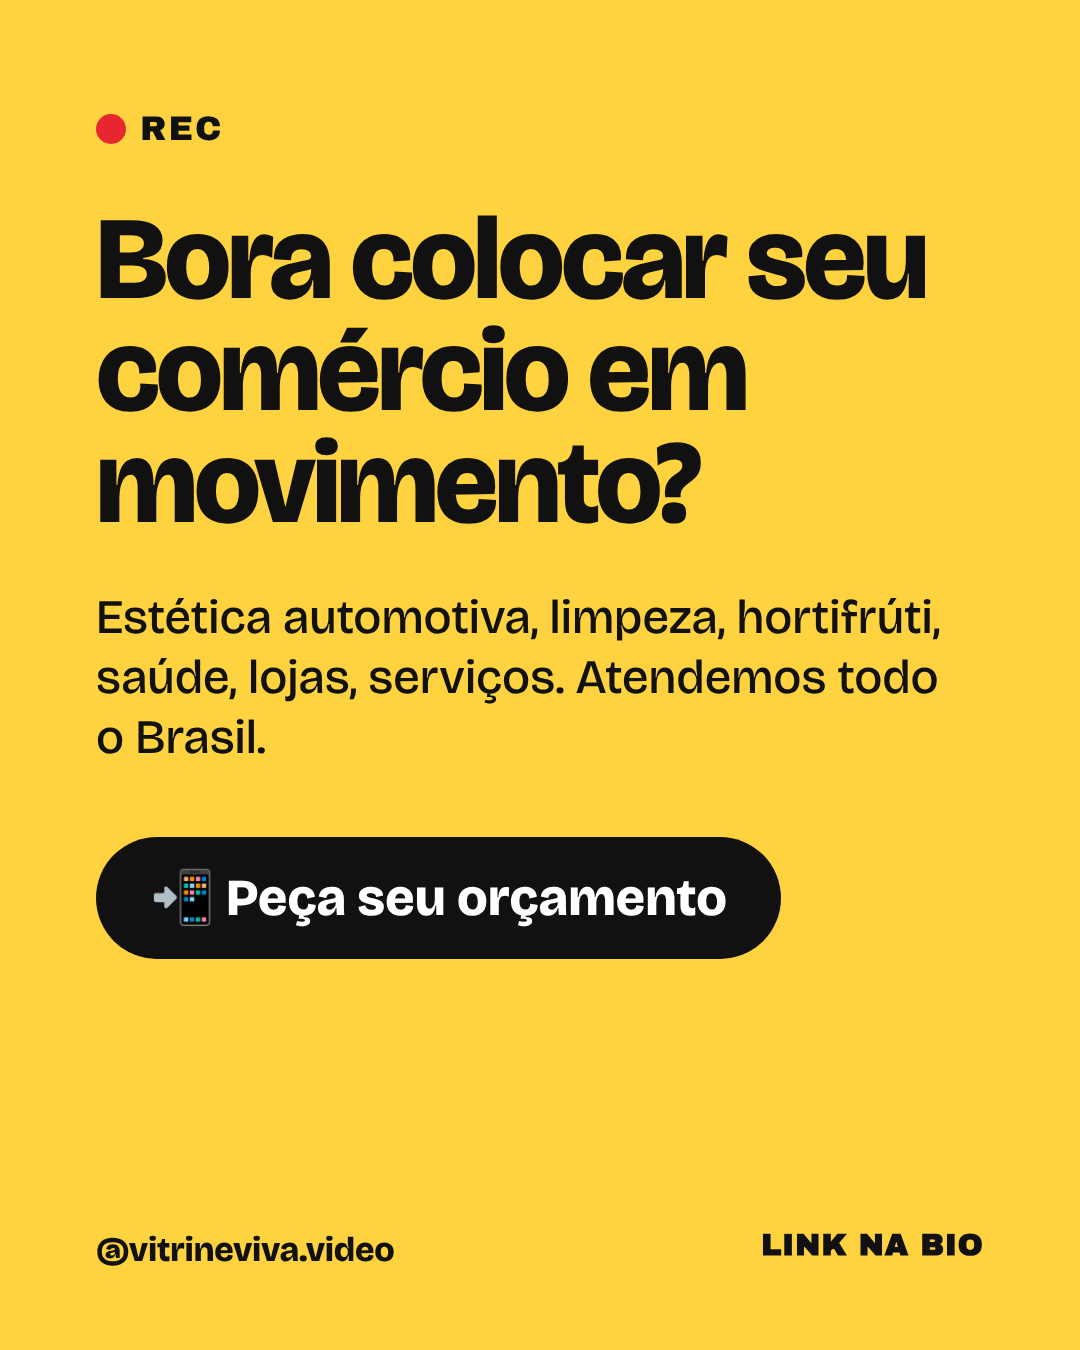 REC
Bora colocar seu
comércio em
movimento?
Estética automotiva, limpeza, hortifrúti,
saúde, lojas, serviços. Atendemos todo
o Brasil.
📲 Peça seu orçamento
@vitrineviva.video
LINK NA BIO